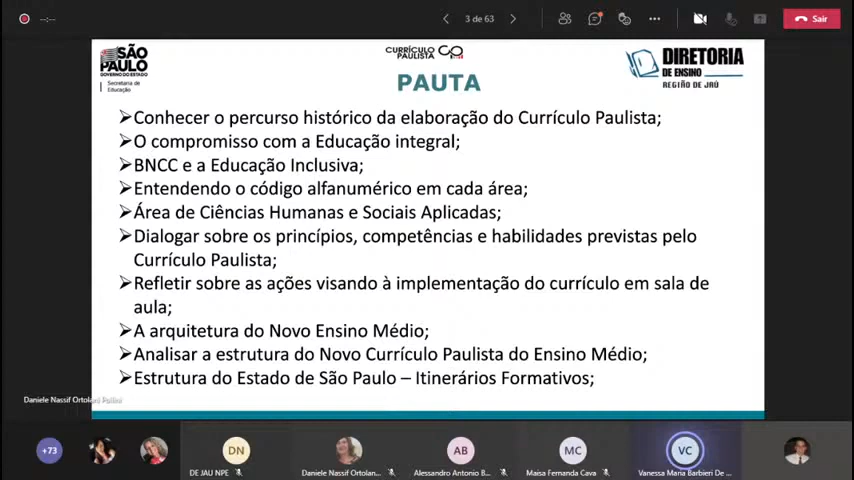 --:--
3 de 63
Sair
SÃO
PAULO
GOVERNO DO ESTADO
Secretaria de
Educação
CURRÍCULO
PAULISTA
DIRETORIA
DE ENSINO
REGIÃO DE JAÚ
PAUTA
➢Conhecer o percurso histórico da elaboração do Currículo Paulista;
➢O compromisso com a Educação integral;
➢BNCC e a Educação Inclusiva;
➢Entendendo o código alfanumérico em cada área;
➢Área de Ciências Humanas e Sociais Aplicadas;
➢Dialogar sobre os princípios, competências e habilidades previstas pelo
Currículo Paulista;
➢Refletir sobre as ações visando à implementação do currículo em sala de
aula;
➢A arquitetura do Novo Ensino Médio;
➢Analisar a estrutura do Novo Currículo Paulista do Ensino Médio;
➢Estrutura do Estado de São Paulo – Itinerários Formativos;
Daniele Nassif Ortolani
+73
DN
AB
MC
VC
DE JAU NPE
Daniele Nassif Ortolan...
Alessandro Antonio B...
Maisa Fernanda Cava
Vanessa Maria Barbieri De ...